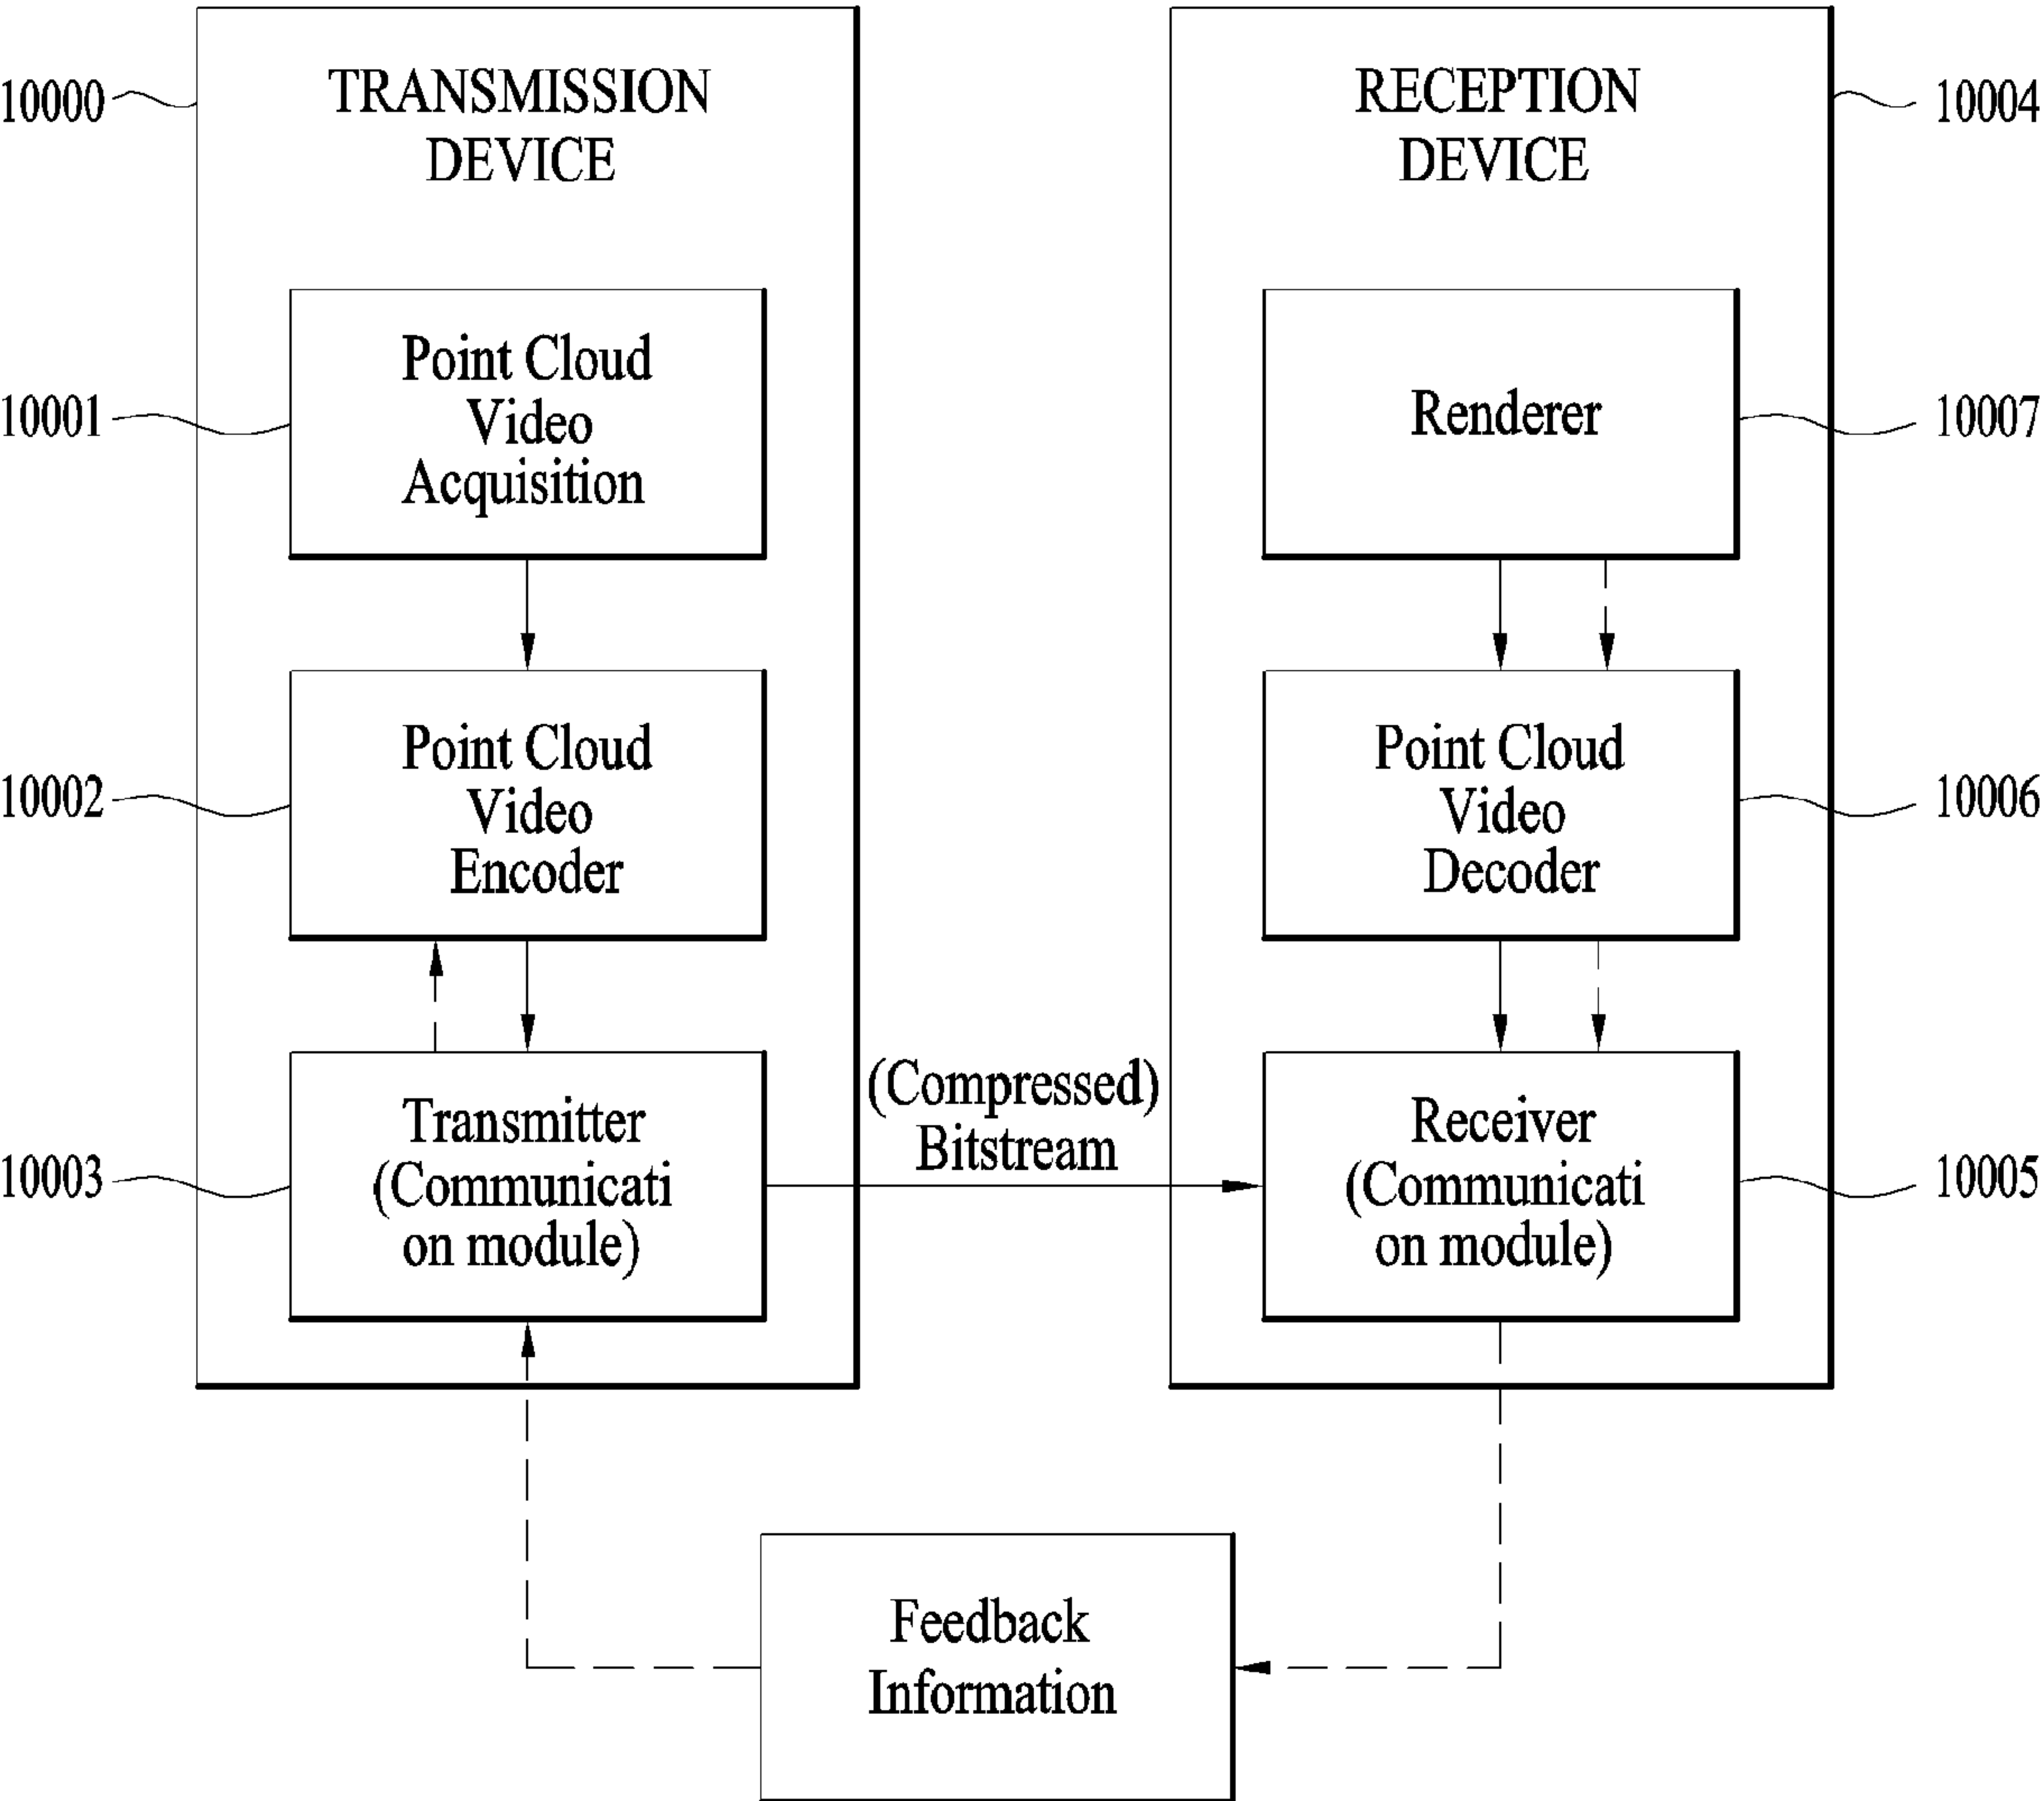 TRANSMISSION
DEVICE
10000
Point Cloud
Video
Acquisition
10001
Point Cloud
Video
Encoder
10002
Transmitter
(Communicati
on module)
10003
(Compressed)
Bitstream
RECEPTION
DEVICE
10004
Renderer
10007
Point Cloud
Video
Decoder
10006
Receiver
(Communicati
on module)
10005
Feedback
Information